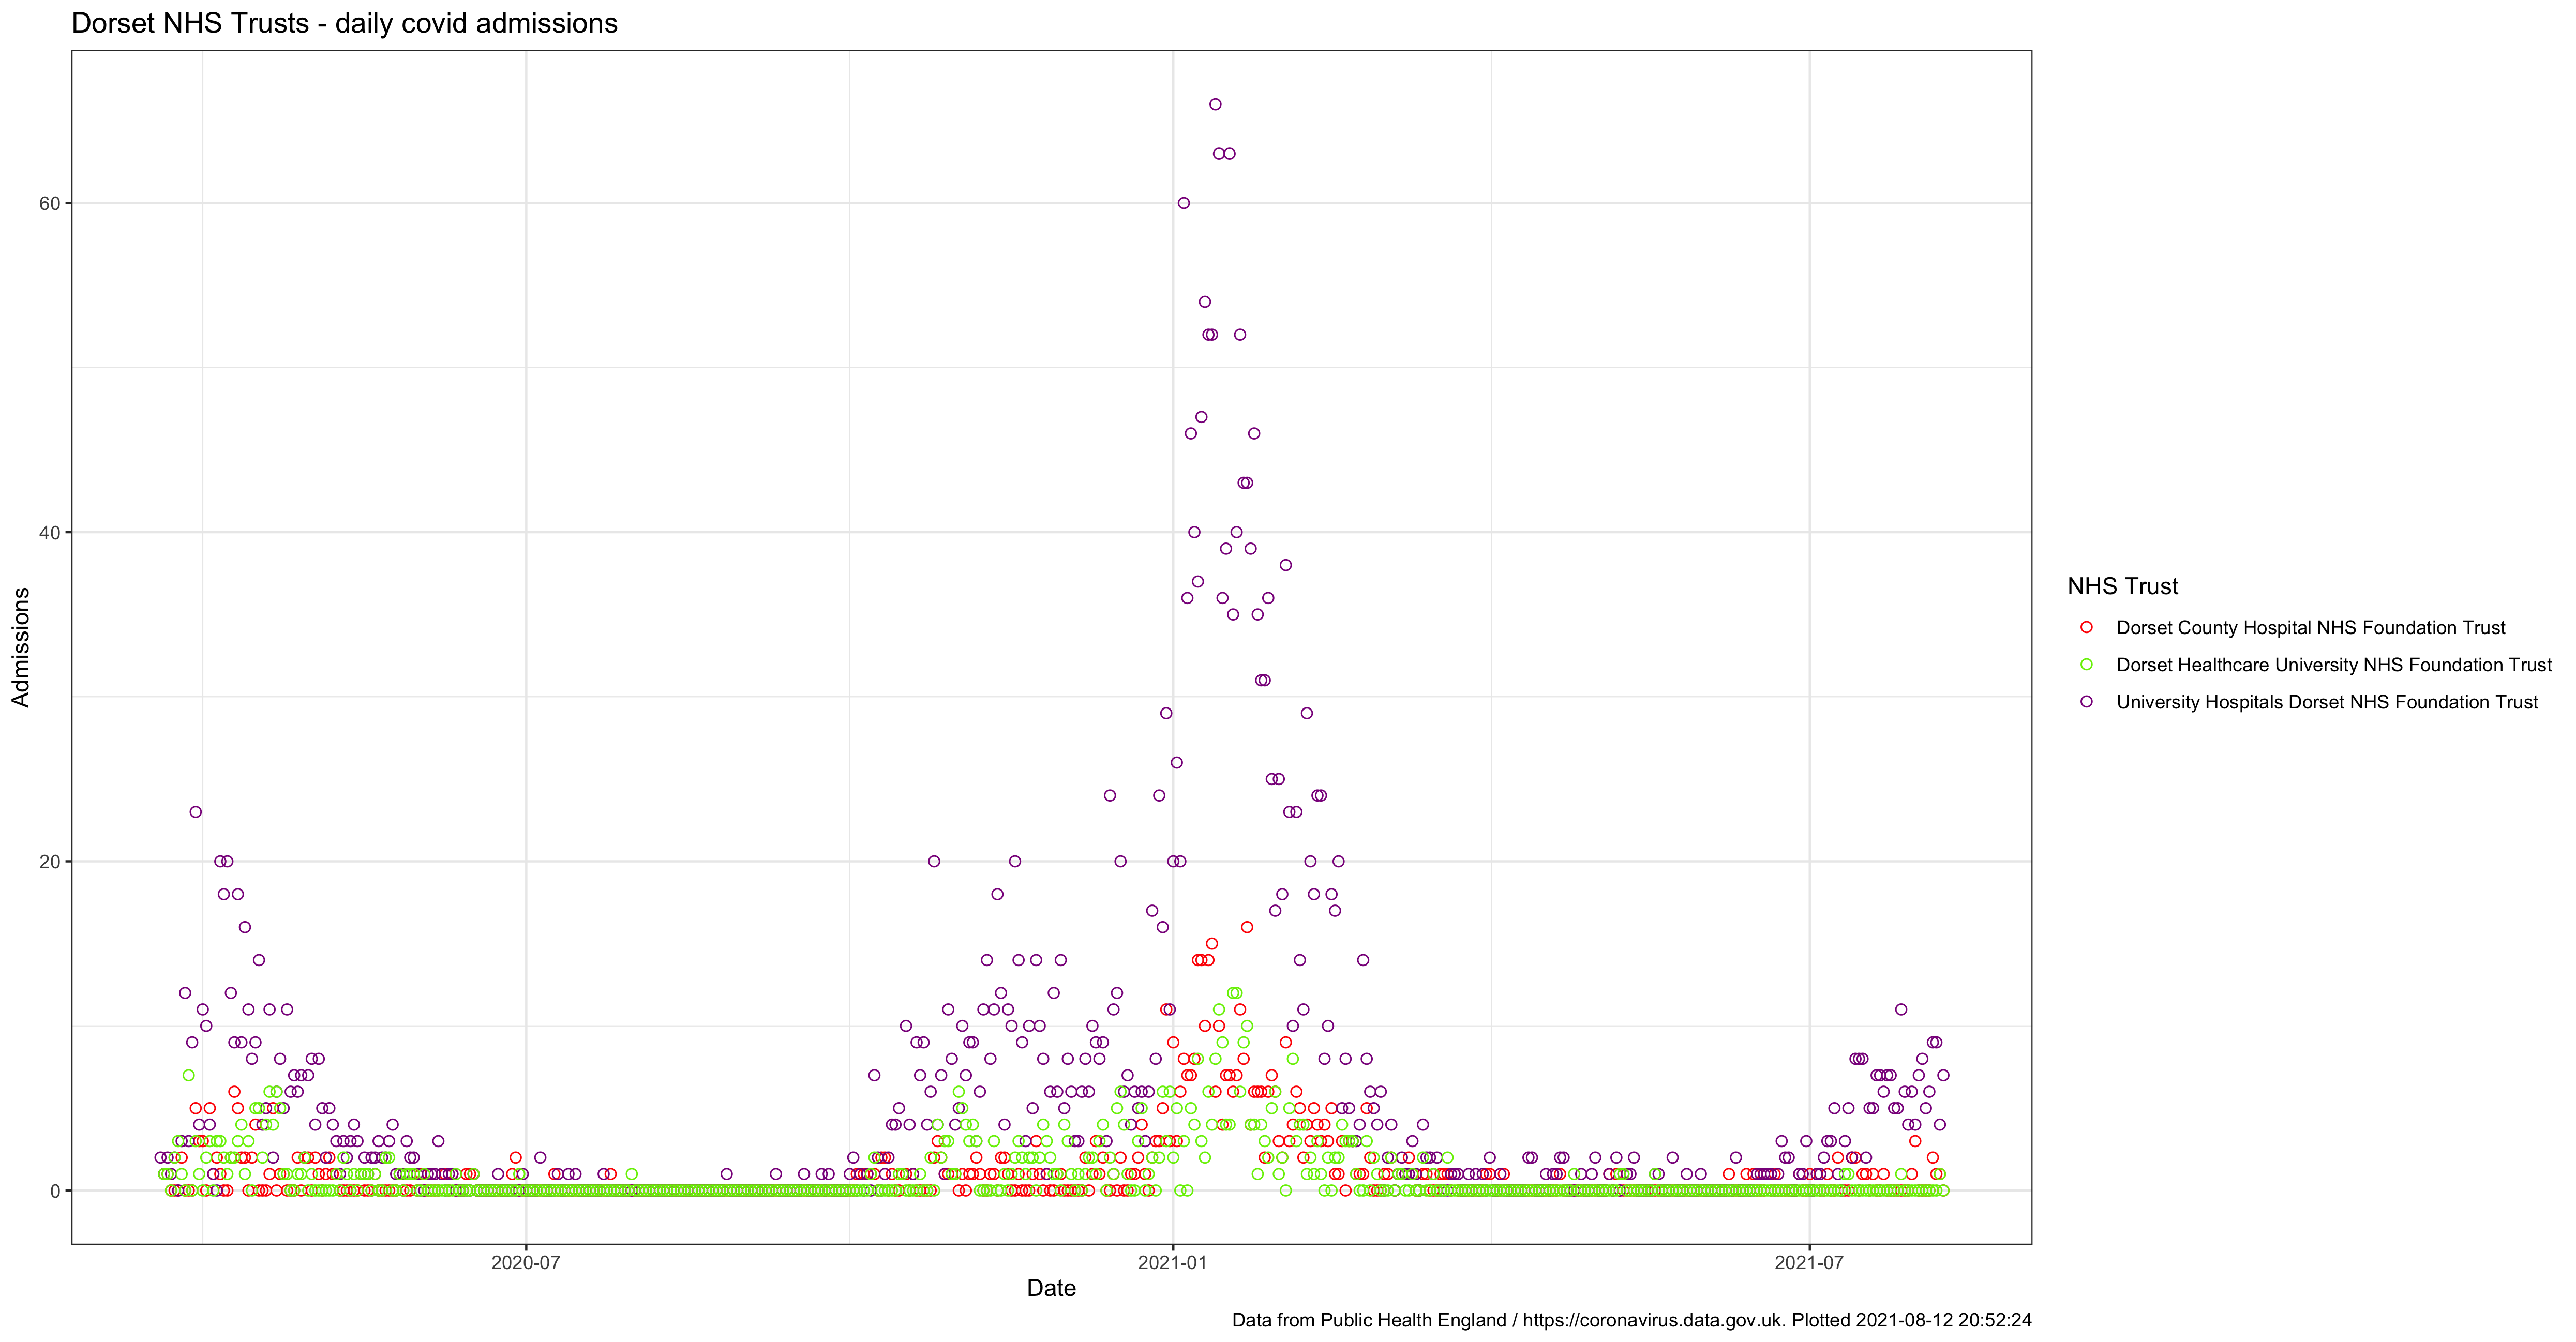 Dorset NHS Trusts - daily covid admissions
60
40
20
0
Admissions
2020-07
2021-01
2021-07
Date
NHS Trust
Dorset County Hospital NHS Foundation Trust
Dorset Healthcare University NHS Foundation Trust
University Hospitals Dorset NHS Foundation Trust
Data from Public Health England / https://coronavirus.data.gov.uk. Plotted 2021-08-12 20:52:24